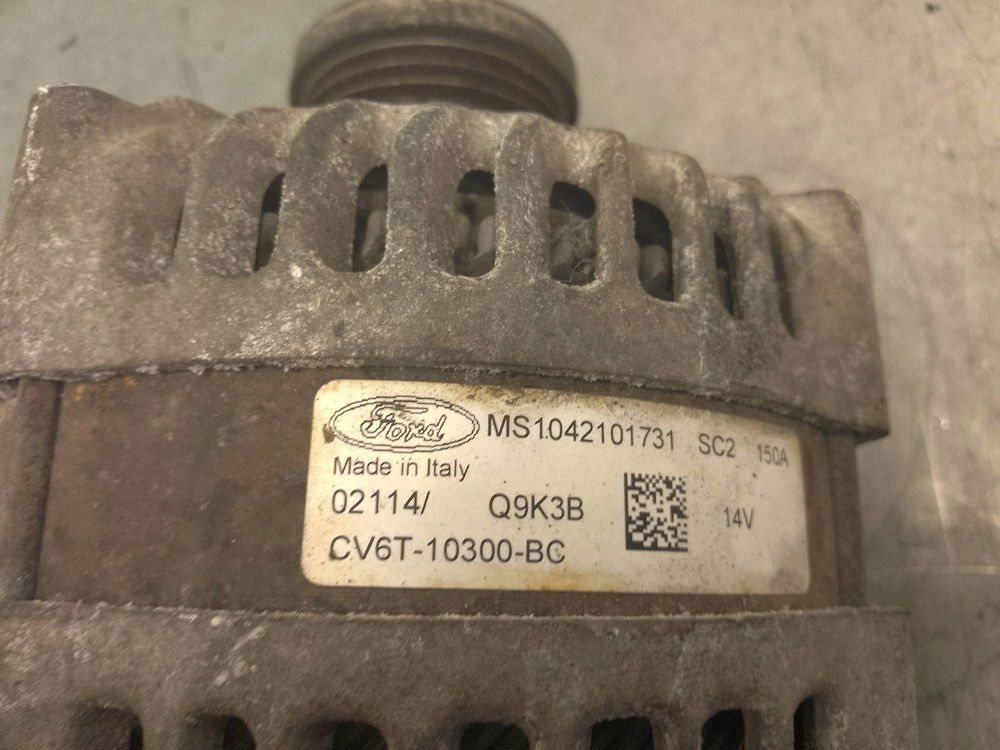 Ford MS1042101731 SC2 150A
Made in Italy
02114/ Q9K3B 14V
CV6T-10300-BC